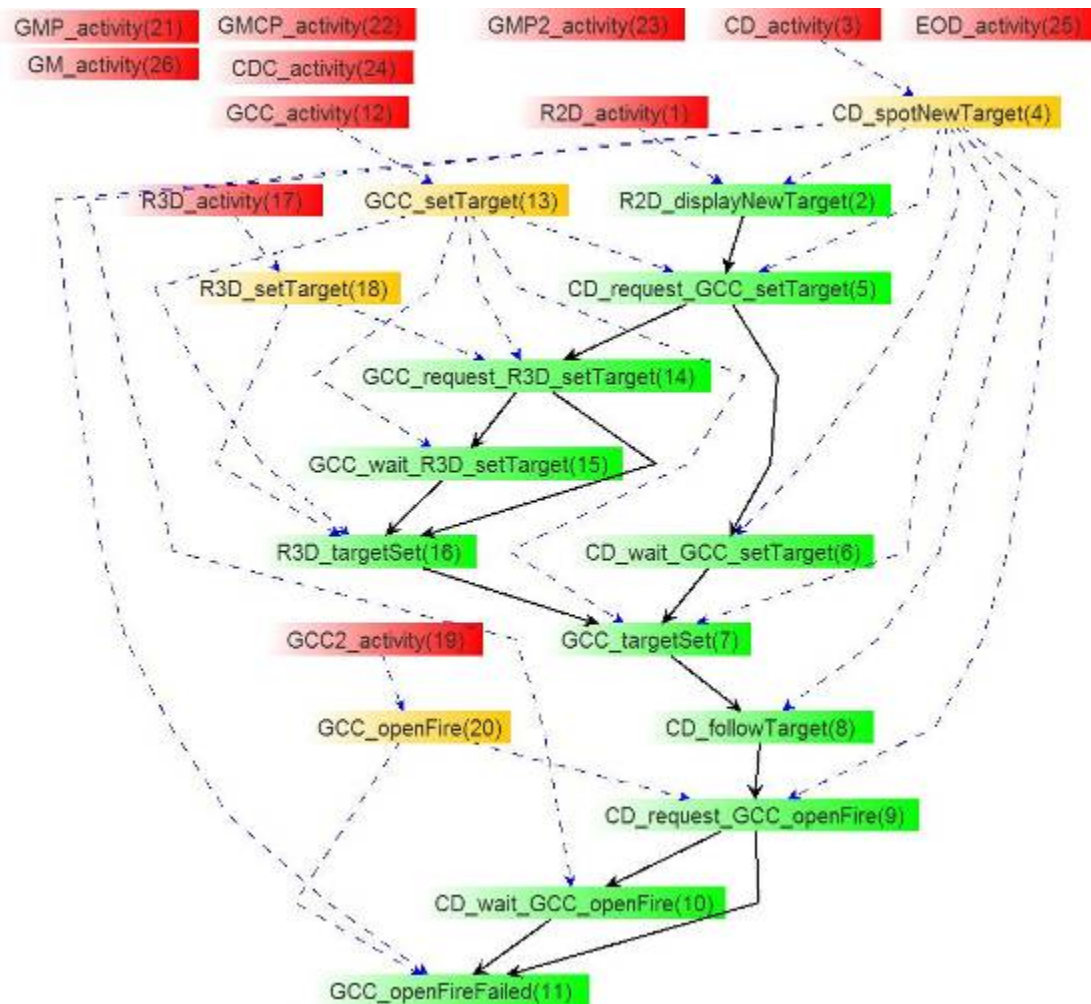 GMP_activity(21)
GMCP_activity(22)
GMP2_activity(23)
CD_activity(3)
EOD_activity(25)
GM_activity(26)
CDC_activity(24)
GCC_activity(12)
R2D_activity(1)
CD_spotNewTarget(4)
R3D_activity(17)
GCC_setTarget(13)
R2D_displayNewTarget(2)
R3D_setTarget(18)
CD_request_GCC_setTarget(5)
GCC_request_R3D_setTarget(14)
GCC_wait_R3D_setTarget(15)
R3D_targetSet(16)
CD_wait_GCC_setTarget(6)
GCC2_activity(19)
GCC_targetSet(7)
GCC_openFire(20)
CD_followTarget(8)
CD_request_GCC_openFire(9)
CD_wait_GCC_openFire(10)
GCC_openFireFailed(11)